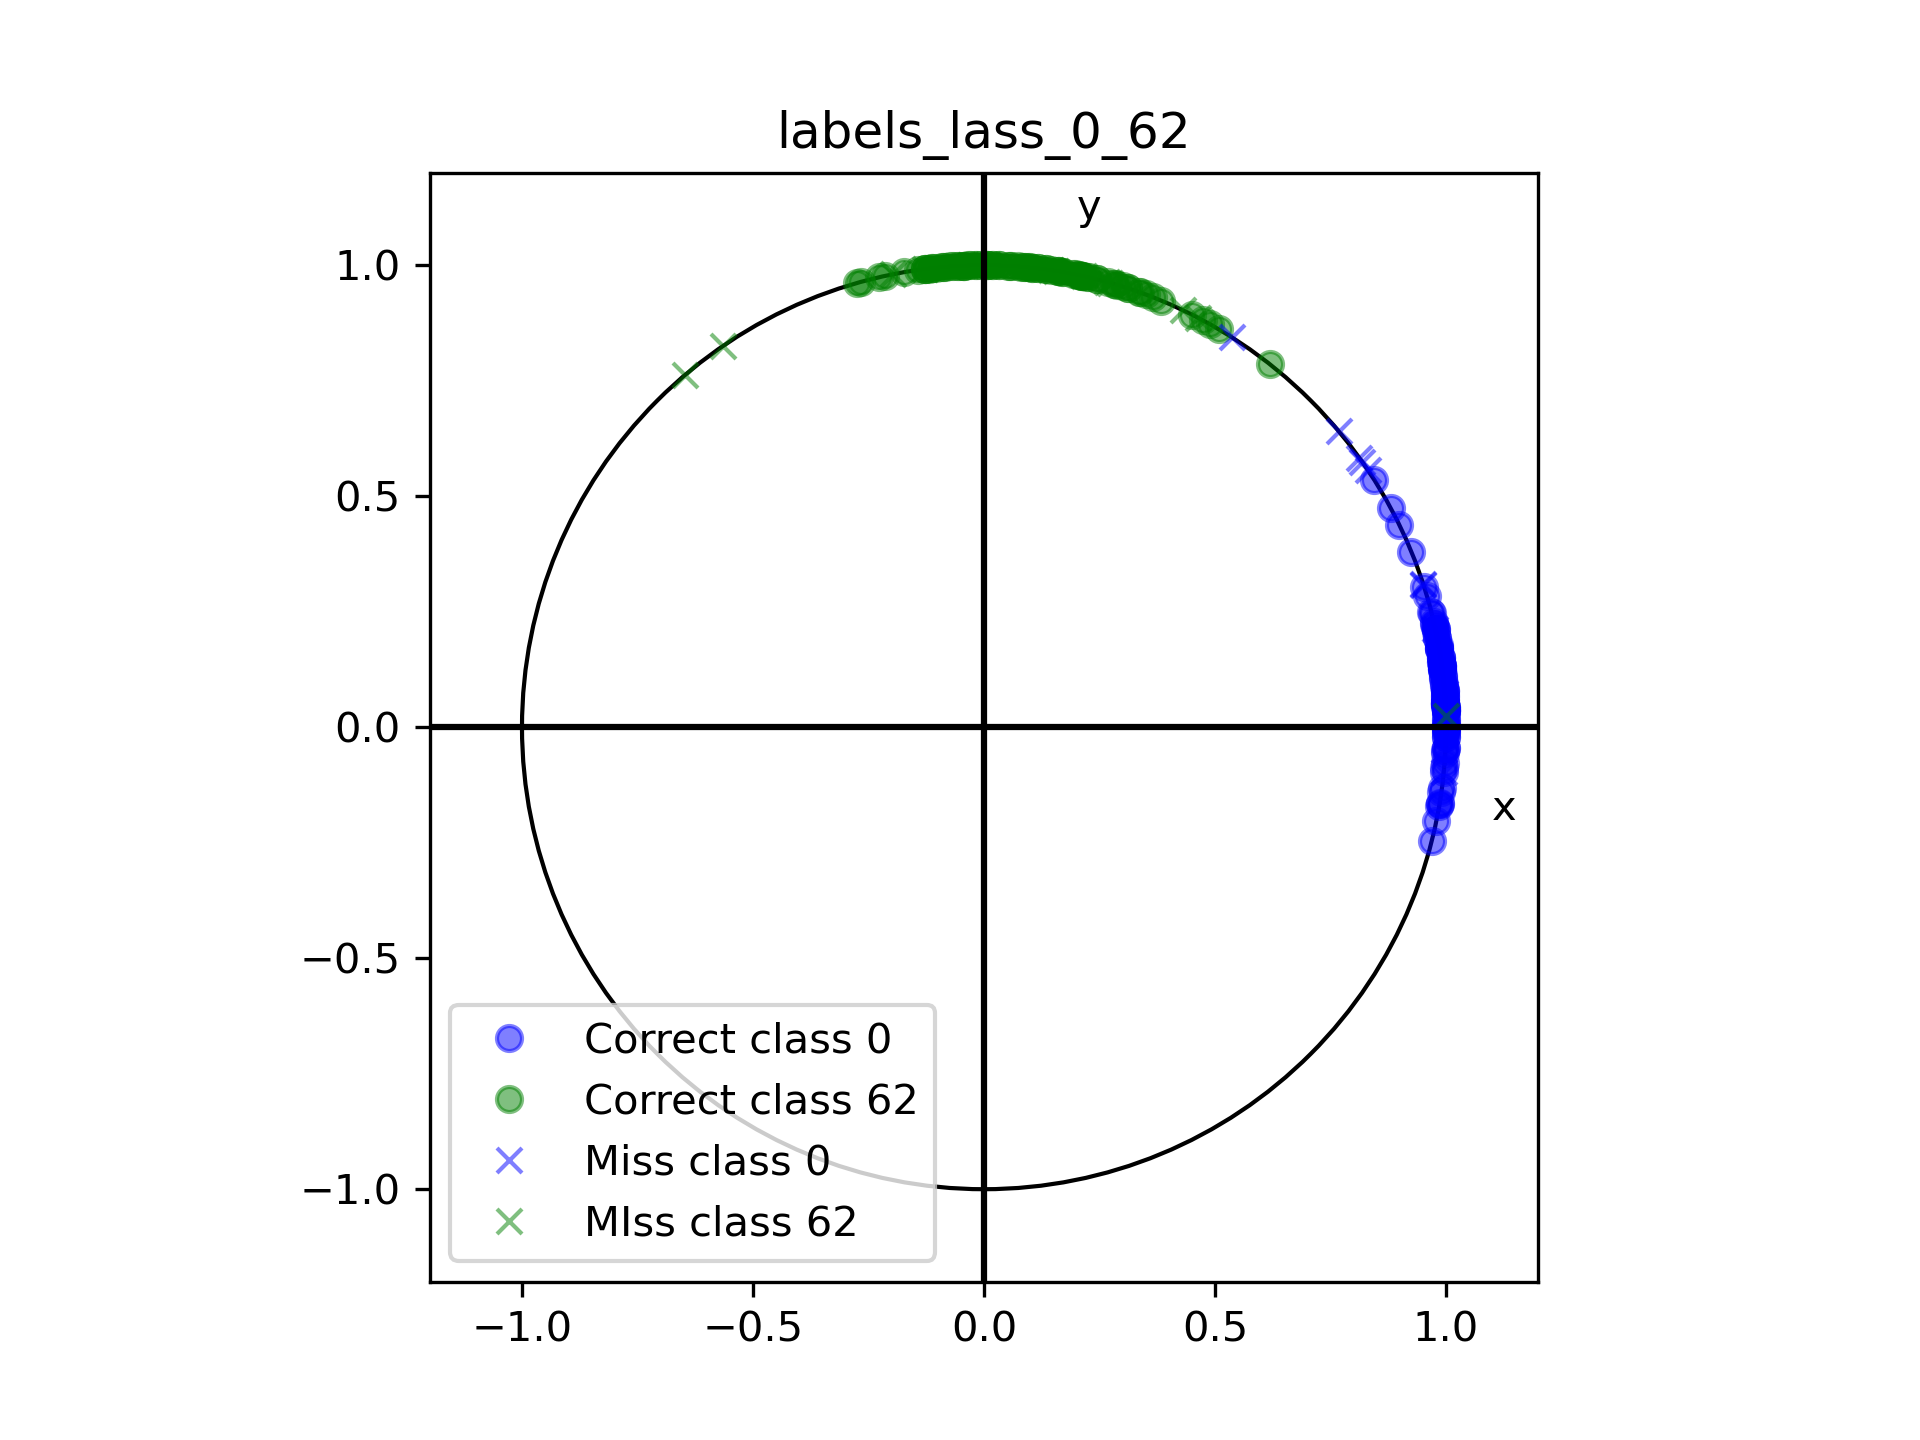 labels_lass_0_62
y
1.0
0.5
0.0
x
−0.5
−1.0
Correct class 0
Correct class 62
Miss class 0
MIss class 62
−1.0 −0.5 0.0 0.5 1.0